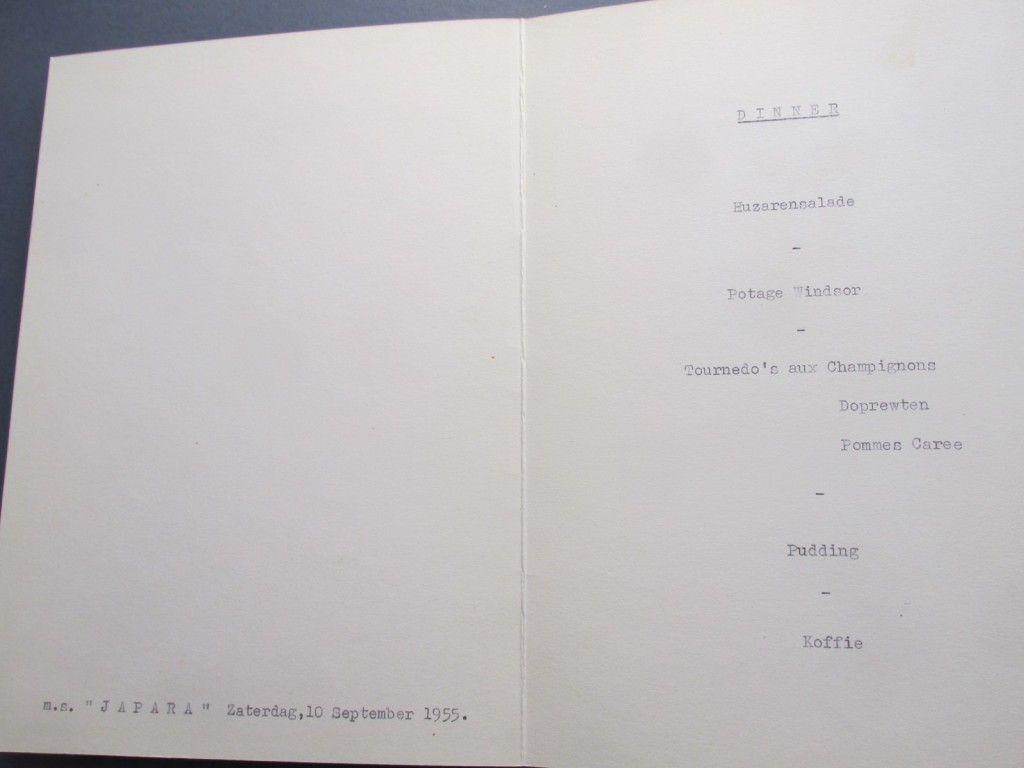 m.s. "J A P A R A" Zaterdag,10 September 1955.
D I N N E R
Huzarensalade
-
Potage Windsor
-
Tournedo's aux Champignons
Doprewten
Pommes Caree
-
Pudding
-
Koffie